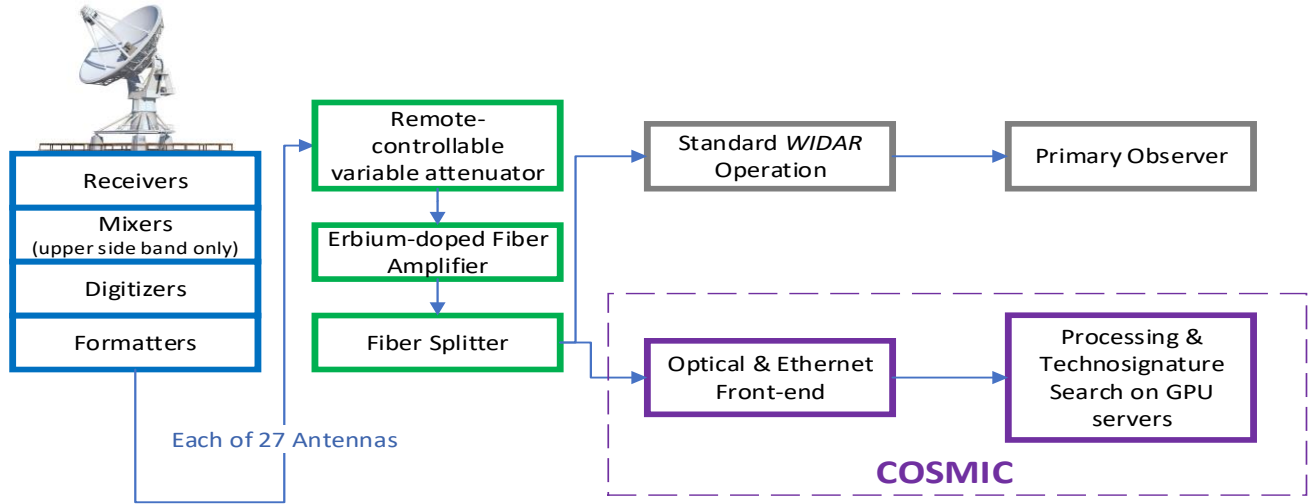 Receivers
Mixers
(upper side band only)
Digitizers
Formatters
Each of 27 Antennas
Remote-
controllable
variable attenuator
Erbium-doped Fiber
Amplifier
Fiber Splitter
Standard WIDAR
Operation
Primary Observer
Optical & Ethernet
Front-end
Processing &
Technosignature
Search on GPU
servers
COSMIC